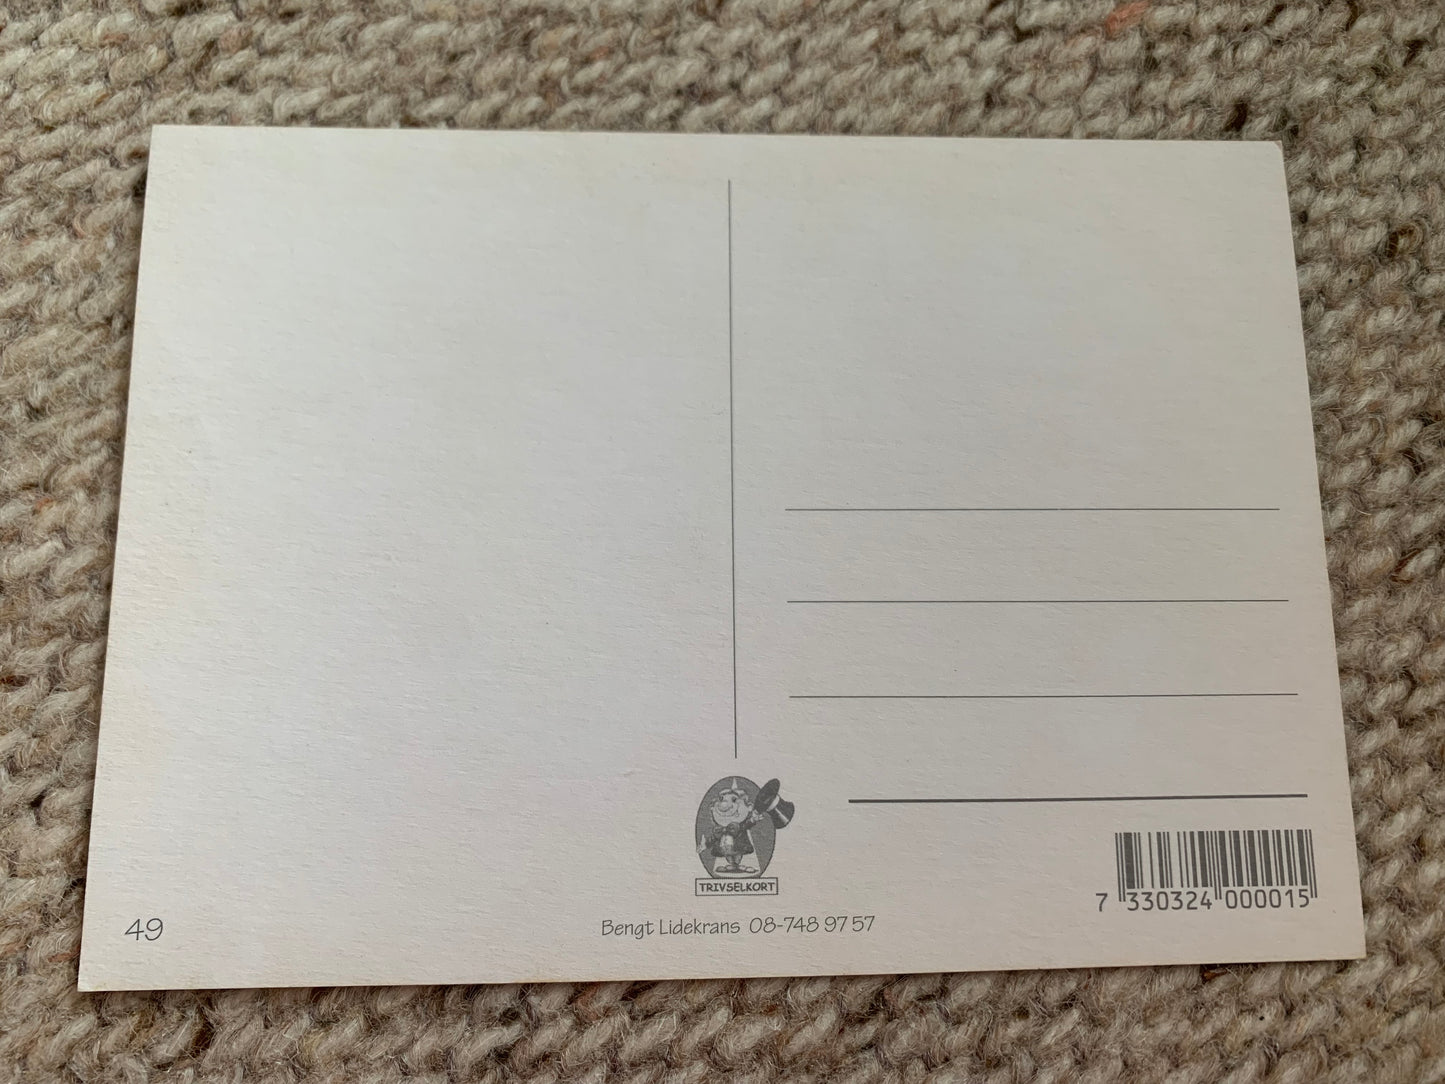 TRIVSELKORT
7 330324 000015
49
Bengt Lidekrans 08-748 97 57